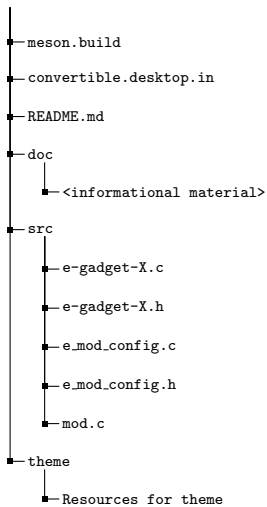 meson.build
convertible.desktop.in
README.md
doc
<informational material>
src
e-gadget-X.c
e-gadget-X.h
e_mod_config.c
e_mod_config.h
mod.c
theme
Resources for theme